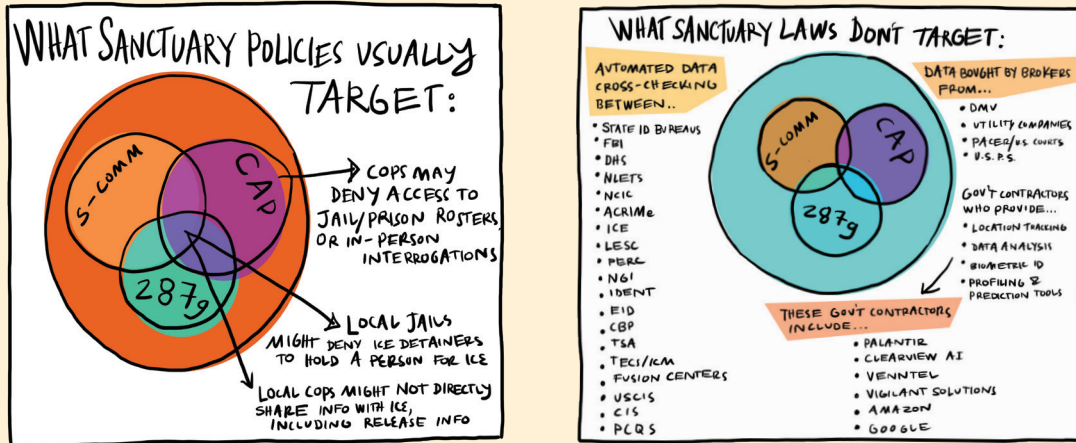 WHAT SANCTUARY POLICIES USUALLY
TARGET:
S-COMM
CAP
287g
COPS MAY
DENY ACCESS TO
JAIL/PRISON ROSTERS
OR IN-PERSON
INTERROGATIONS
LOCAL JAILS
MIGHT DENY ICE DETAINERS
TO HOLD A PERSON FOR ICE
LOCAL COPS MIGHT NOT DIRECTLY
SHARE INFO WITH ICE,
INCLUDING RELEASE INFO
WHAT SANCTUARY LAWS DON'T TARGET:
AUTOMATED DATA
CROSS-CHECKING
BETWEEN..
• STATE ID BUREAUS
• FBI
• DHS
• NLETS
• NCIC
• ACRIMe
• ICE
• LESC
• PERC
• NGI
• IDENT
• EID
• CBP
• TSA
• TECS/ICM
• FUSION CENTERS
• USCIS
• CIS
• PCQS
S-COMM
CAP
287g
DATA BOUGHT BY BROKERS
FROM...
• DMV
• UTILITY COMPANIES
• PACER/U.S. COURTS
• U.S.P.S.
GOV'T CONTRACTORS
WHO PROVIDE...
• LOCATION TRACKING
• DATA ANALYSIS
• BIOMETRIC ID
• PROFILING &
PREDICTION TOOLS
THESE GOV'T CONTRACTORS
INCLUDE...
• PALANTIR
• CLEARVIEW AI
• VENNTEL
• VIGILANT SOLUTIONS
• AMAZON
• GOOGLE